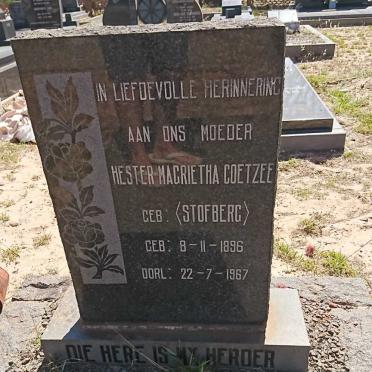 IN LIEFDEVOLLE HERINNERING
AAN ONS MOEDER
HESTER MAGRIETHA COETZEE
GEB: (STOFBERG)
GEB: 8-11-1896
OORL: 22-7-1967
DIE HERE IS MY HERDER